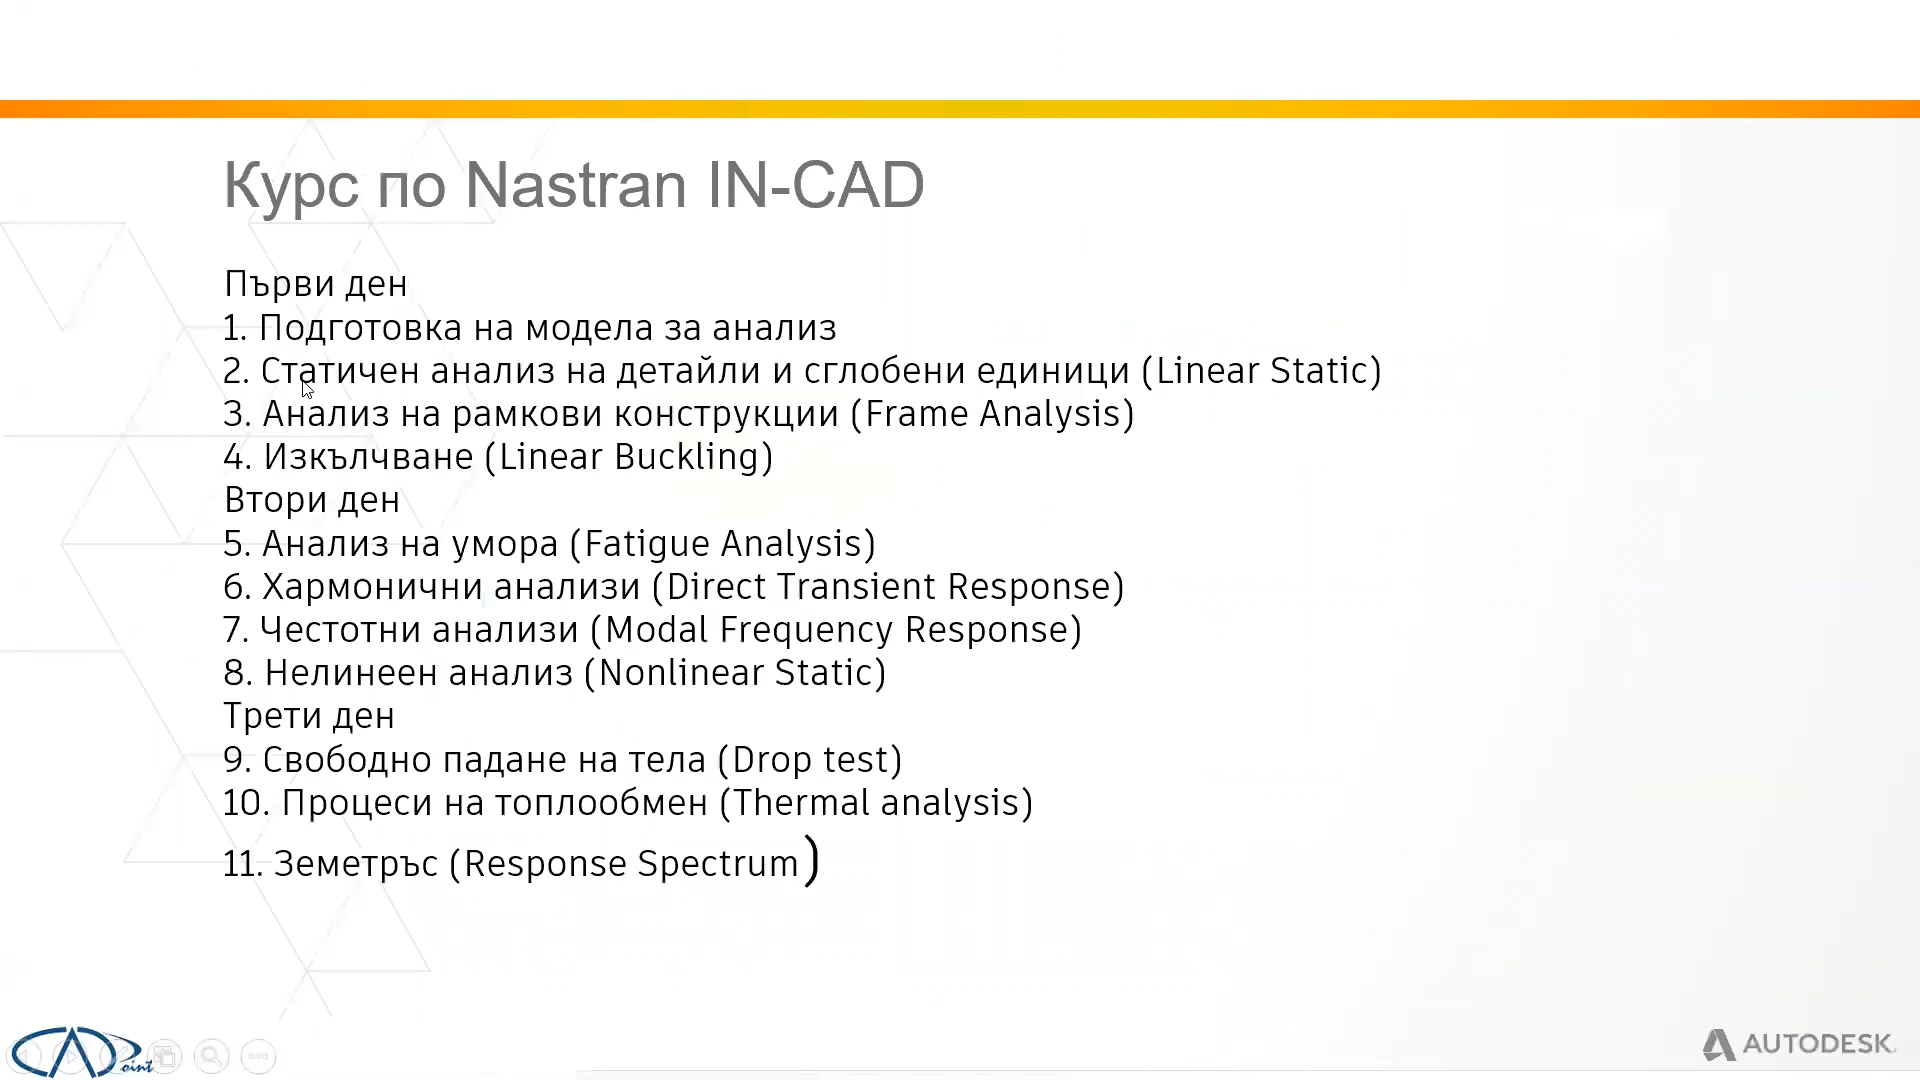 Курс по Nastran IN-CAD
Първи ден
1. Подготовка на модела за анализ
2. Статичен анализ на детайли и сглобени единици (Linear Static)
3. Анализ на рамкови конструкции (Frame Analysis)
4. Изкълчване (Linear Buckling)
Втори ден
5. Анализ на умора (Fatigue Analysis)
6. Хармонични анализи (Direct Transient Response)
7. Честотни анализи (Modal Frequency Response)
8. Нелинеен анализ (Nonlinear Static)
Трети ден
9. Свободно падане на тела (Drop test)
10. Процеси на топлообмен (Thermal analysis)
11. Земетръс (Response Spectrum)
CADPoint
AUTODESK.